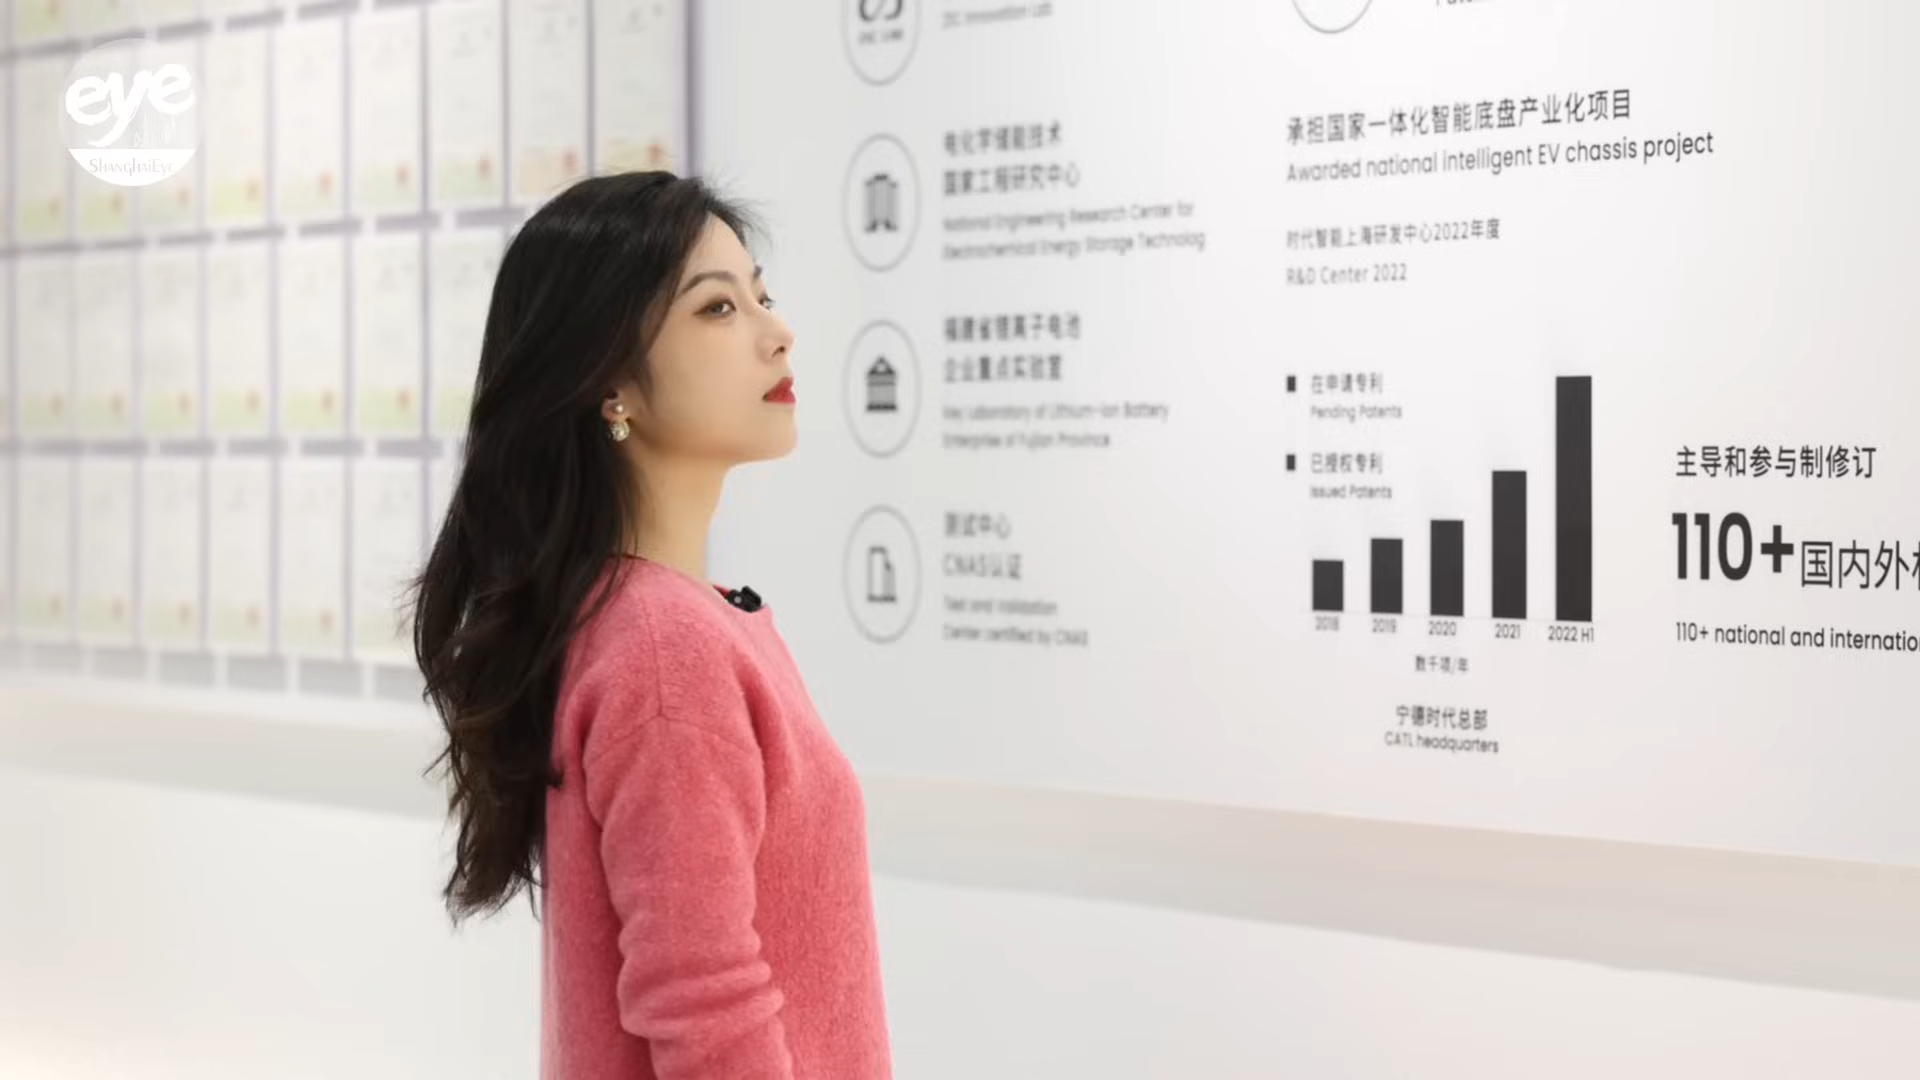 eye
SHANGHAIEYE
电化学储能技术
国家工程研究中心
National Engineering Research Center for
Electrochemical Energy Storage Technolog
福建省锂离子电池
企业重点实验室
Key Laboratory of Lithium-ion Battery
Enterprise of Fujian Province
测试中心
CNAS认证
Test and Validation
Center certified by CNAS
承担国家一体化智能底盘产业化项目
Awarded national intelligent EV chassis project
时代智能上海研发中心2022年度
R&D Center 2022
在申请专利
Pending Patents
已授权专利
Issued Patents
2018 2019 2020 2021 2022 H1
数千项/年
宁德时代总部
CATL headquarters
主导和参与制修订
110+国内外
110+ national and internatio